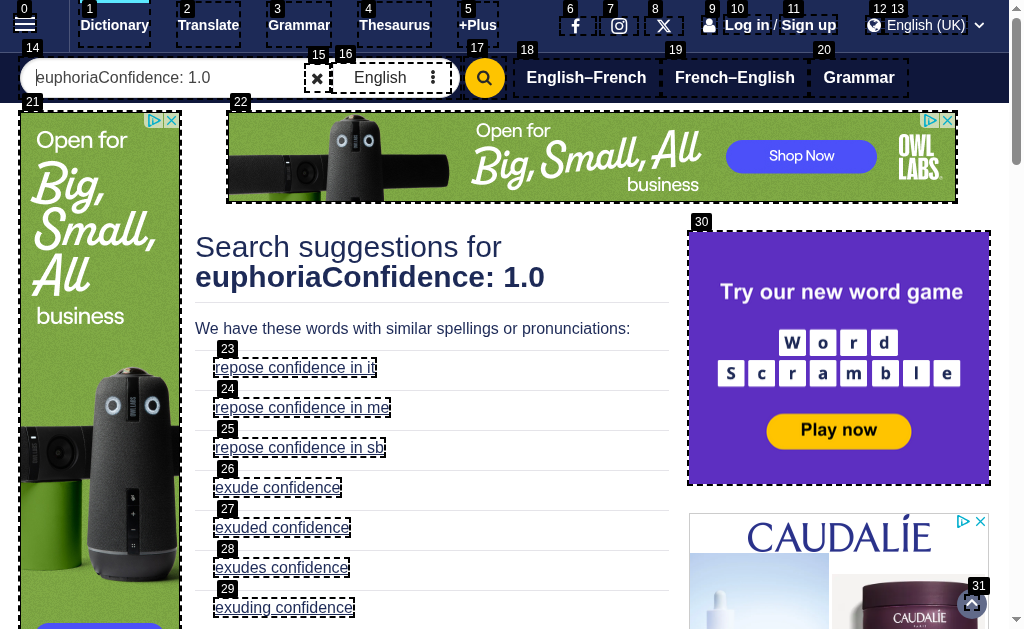 0 1 2 3 4 5 6 7 8 9 10 11 12 13
Dictionary Translate Grammar Thesaurus +Plus Log in / Sign up English (UK)
14 15 16 17 18 19 20
euphoriaConfidence: 1.0 English English–French French–English Grammar
21 22
Open for
Big,
Small,
All
business
Open for
Big, Small, All
business
Shop Now
OWL
LABS
Search suggestions for
euphoriaConfidence: 1.0
We have these words with similar spellings or pronunciations:
23
repose confidence in it
24
repose confidence in me
25
repose confidence in sb
26
exude confidence
27
exuded confidence
28
exudes confidence
29
exuding confidence
30
Try our new word game
Word
Scramble
Play now
CAUDALÍE
31
CAUDALÍE